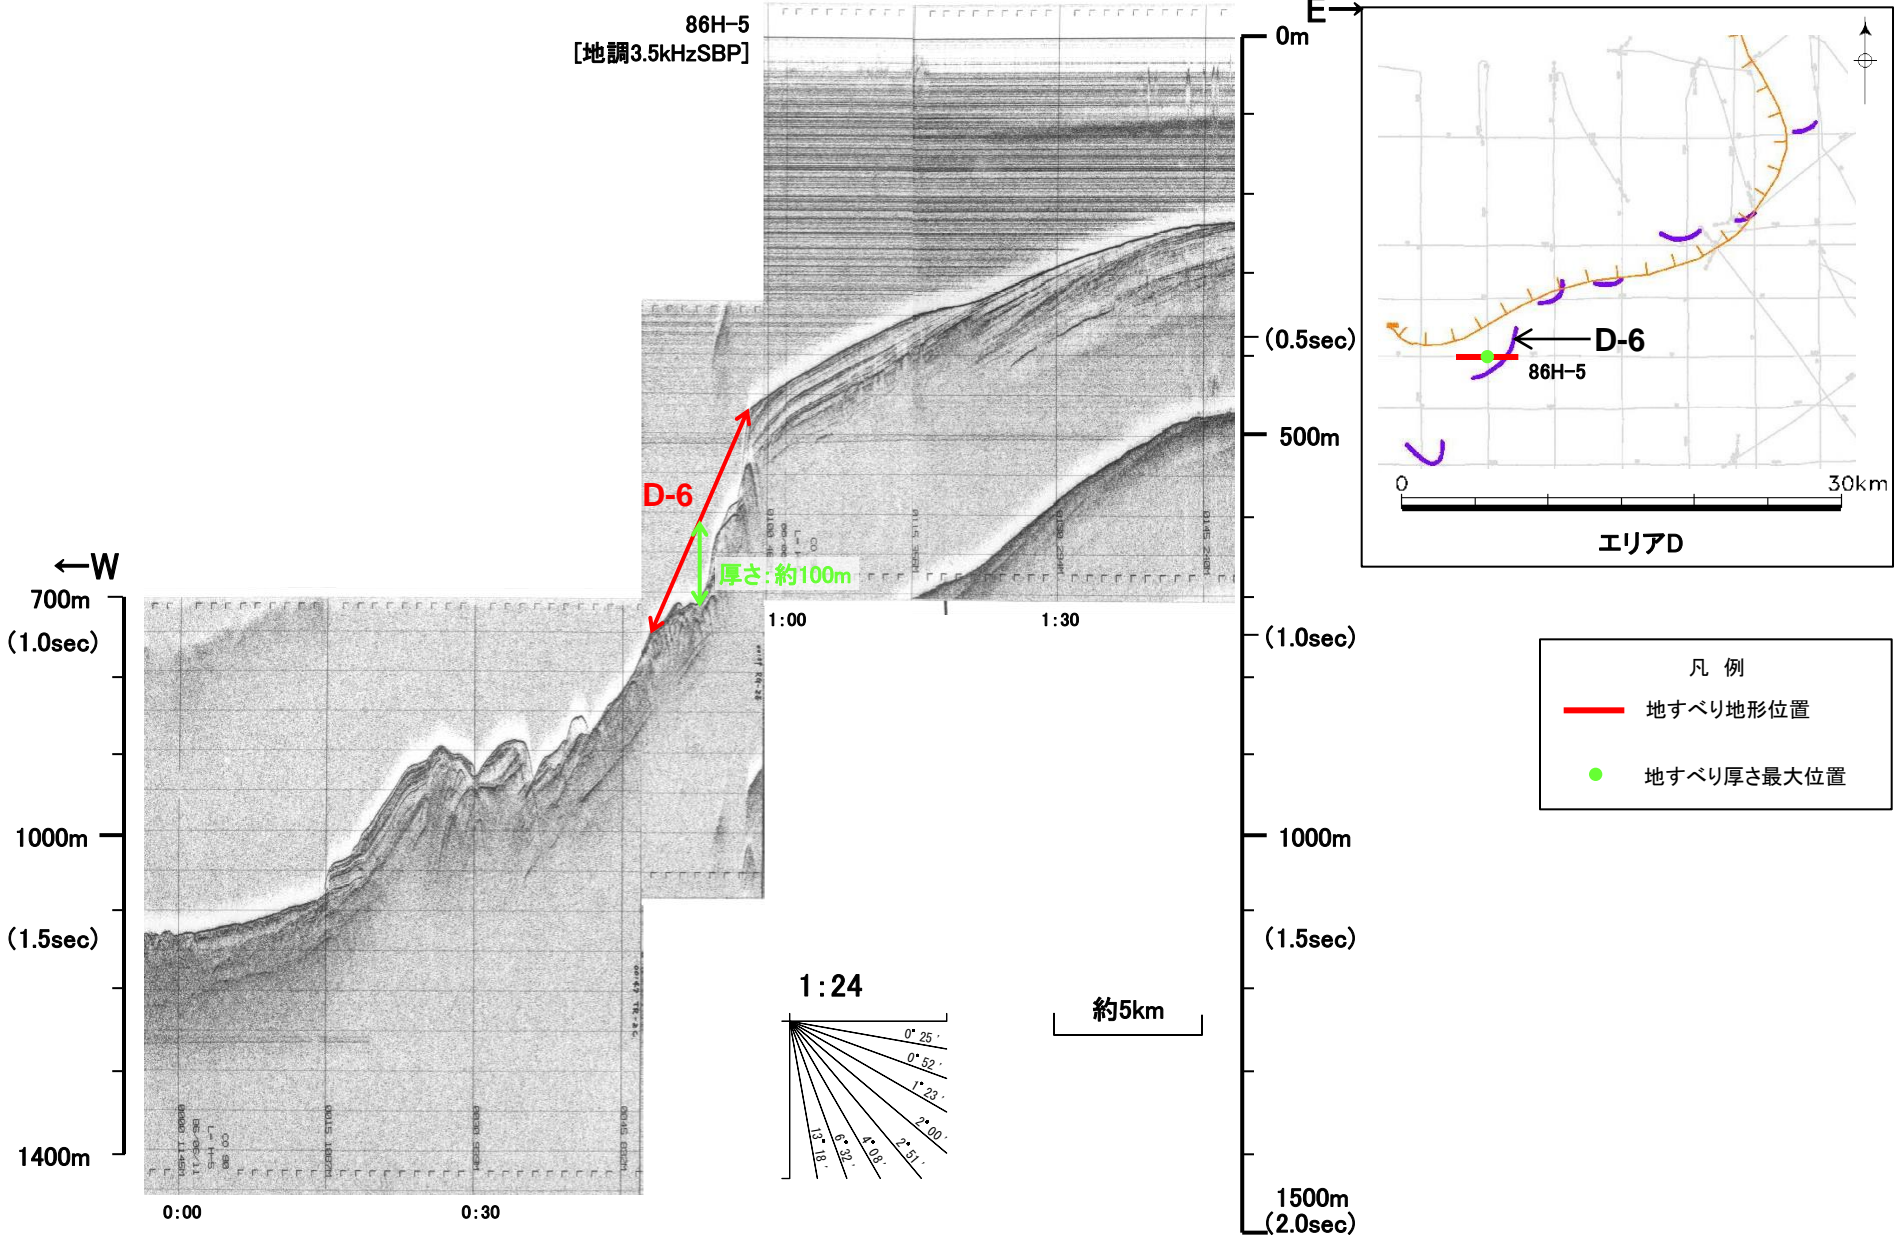 86H-5
[地調3.5kHzSBP]
E→
0m
(0.5sec)
500m
(1.0sec)
1000m
(1.5sec)
1500m
(2.0sec)
←W
700m
(1.0sec)
1000m
(1.5sec)
1400m
D-6
厚さ:約100m
1:00
1:30
0:00
0:30
1:24
0°25′
0°52′
1°23′
2°00′
2°51′
4°08′
6°32′
13°18′
約5km
D-6
86H-5
0
30km
エリアD
凡 例
地すべり地形位置
地すべり厚さ最大位置